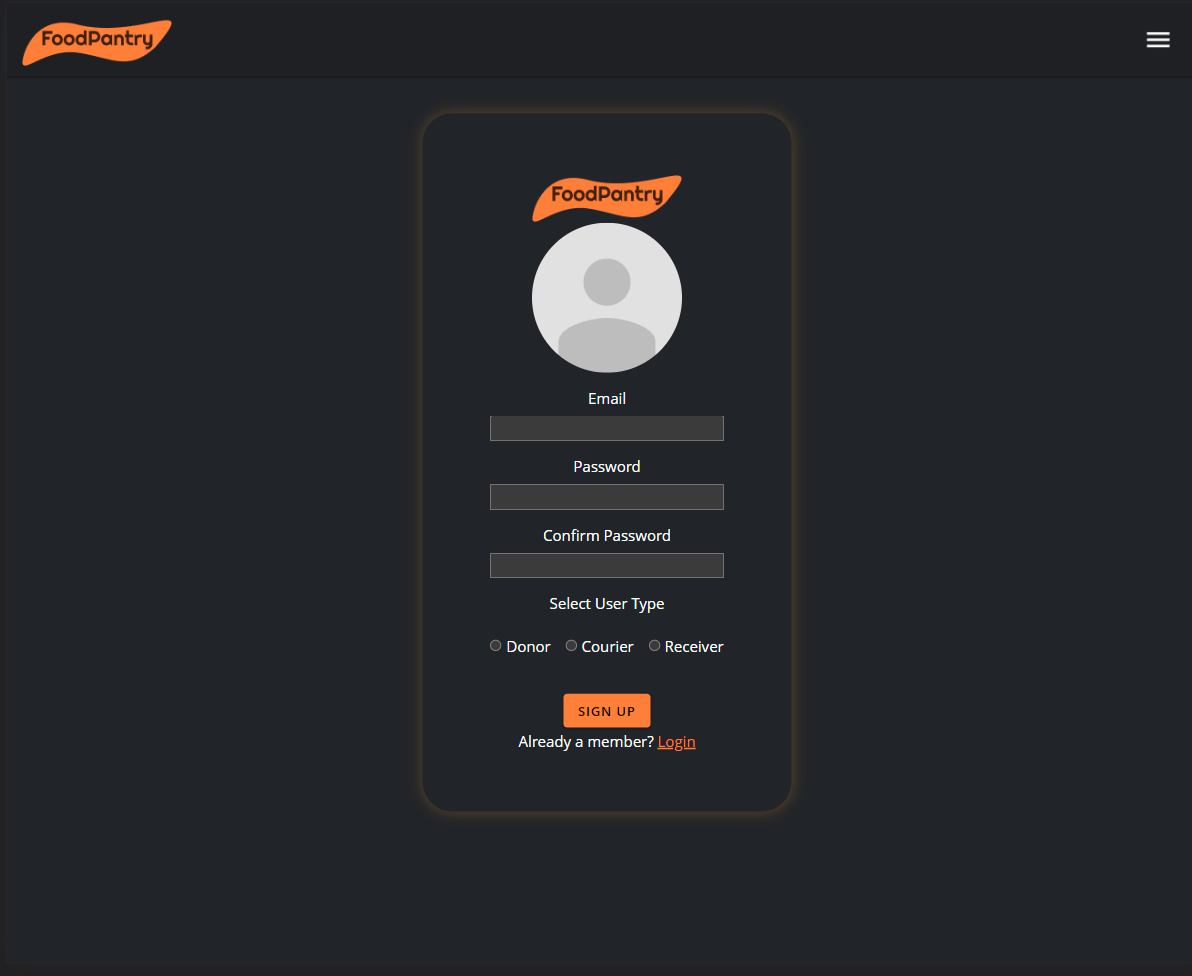 FoodPantry
FoodPantry
Email
Password
Confirm Password
Select User Type
Donor Courier Receiver
SIGN UP
Already a member? Login